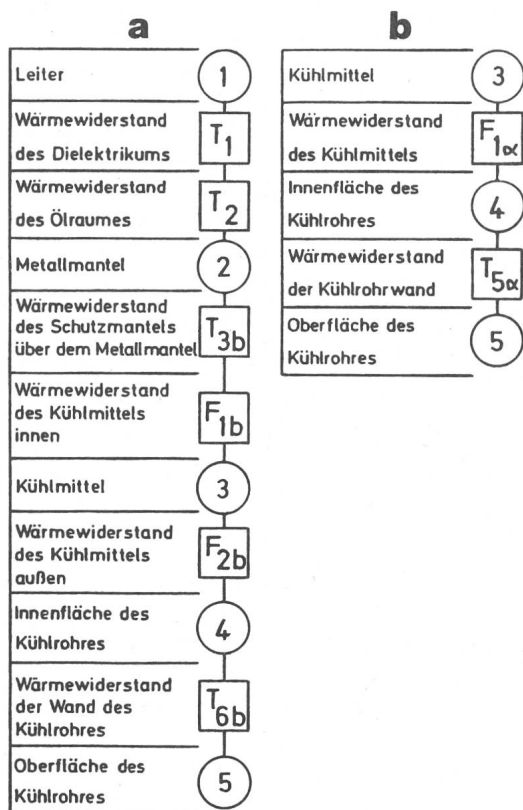 a
Leiter 1
Wärmewiderstand
des Dielektrikums T1
Wärmewiderstand
des Ölraumes T2
Metallmantel 2
Wärmewiderstand
des Schutzmantels
über dem Metallmantel T3b
Wärmewiderstand
des Kühlmittels
innen F1b
Kühlmittel 3
Wärmewiderstand
des Kühlmittels
außen F2b
Innenfläche des
Kühlrohres 4
Wärmewiderstand
der Wand des
Kühlrohres T6b
Oberfläche des
Kühlrohres 5
b
Kühlmittel 3
Wärmewiderstand
des Kühlmittels F1α
Innenfläche des
Kühlrohres 4
Wärmewiderstand
der Kühlrohrwand T5α
Oberfläche des
Kühlrohres 5